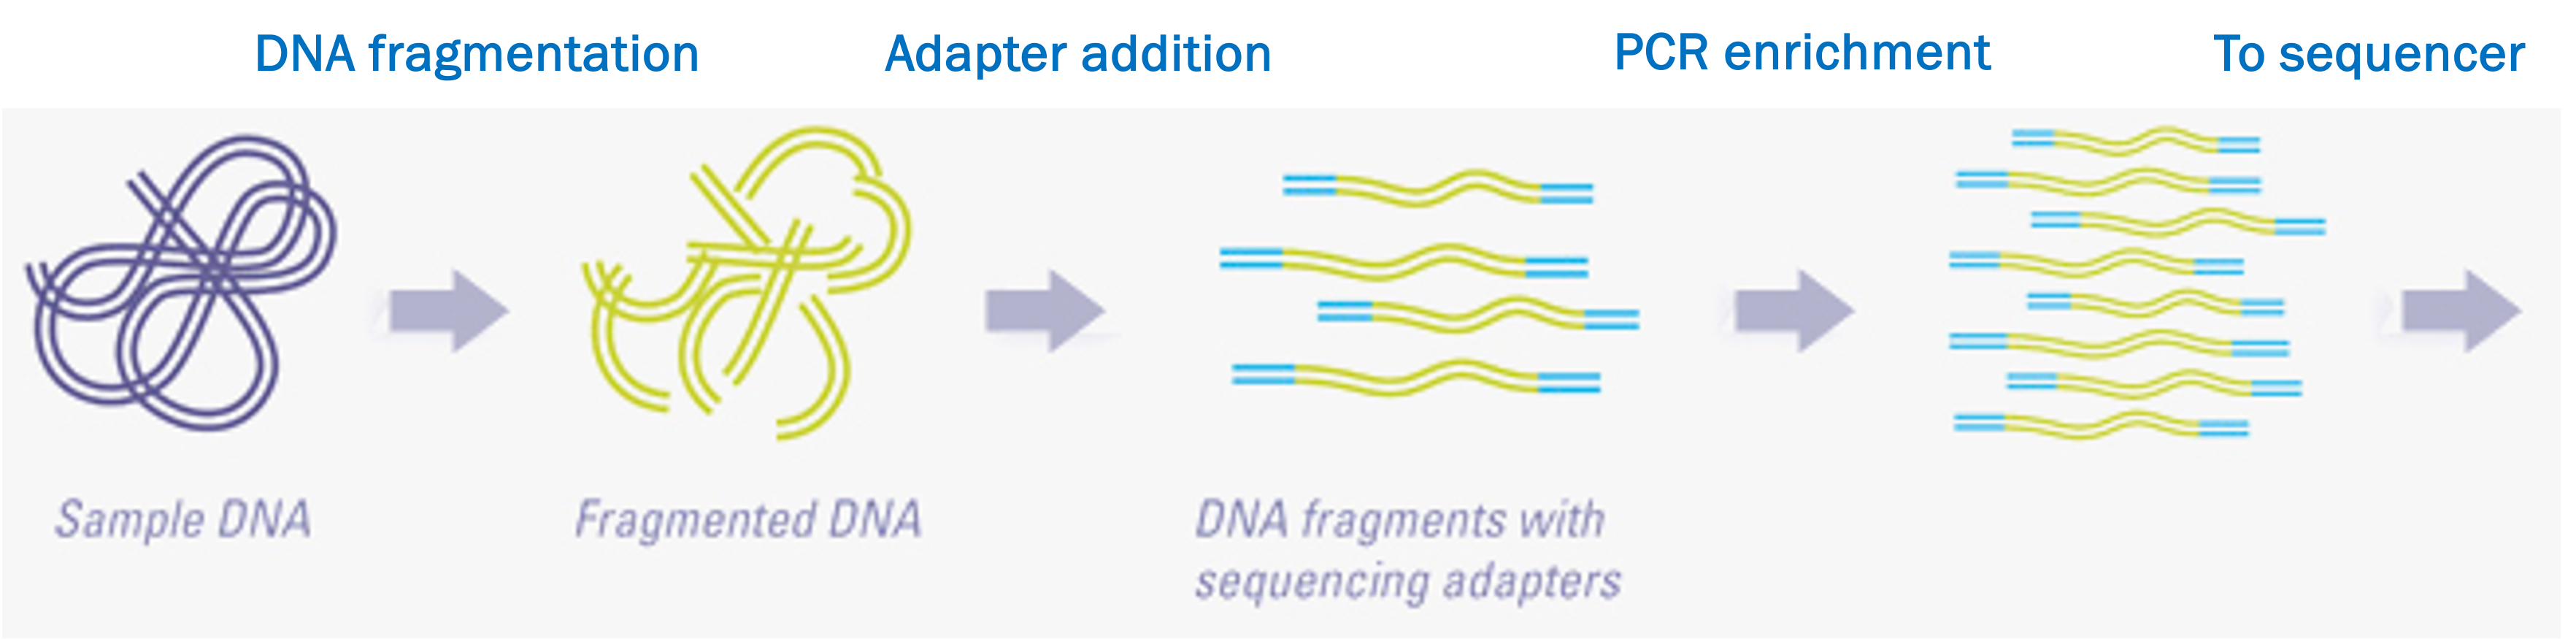 DNA fragmentation
Adapter addition
PCR enrichment
To sequencer
Sample DNA
Fragmented DNA
DNA fragments with
sequencing adapters